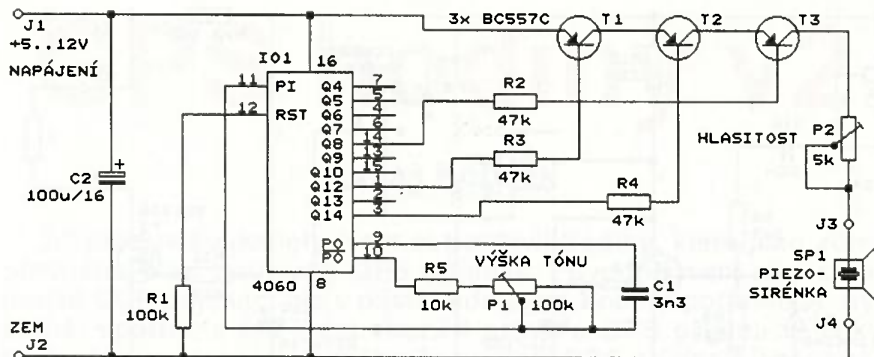 J1
+5..12V
NAPÁJENÍ
3x BC557C
T1
T2
T3
IO1
16
11
PI
12
RST
Q4
7
Q5
5
Q6
4
Q7
6
Q8
Q9
Q10
Q12
1
Q13
2
Q14
3
PO
9
PO
10
4060
8
R2
47k
R3
47k
R4
47k
HLASITOST
P2
5k
C2
+
100u/16
R1
100k
R5
10k
VÝŠKA TÓNU
P1
100k
C1
3n3
J3
SP1
PIEZO-
SIRÉNKA
J4
ZEM
J2